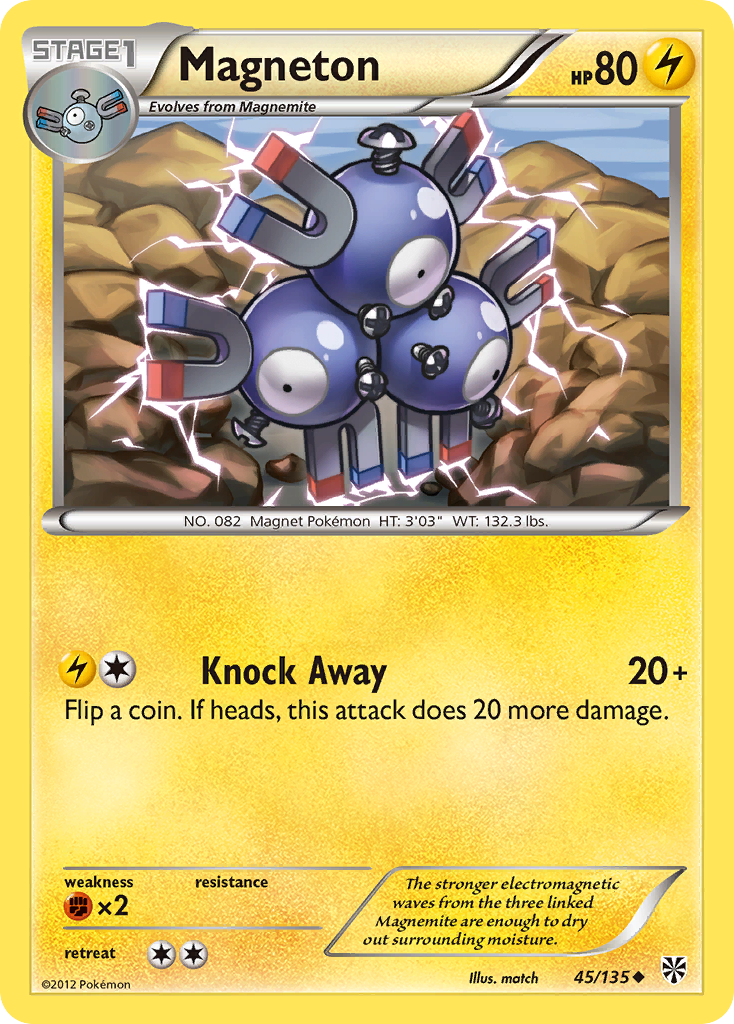 STAGE1
Magneton
HP80
Evolves from Magnemite
NO. 082 Magnet Pokémon HT: 3'03" WT: 132.3 lbs.
Knock Away 20+
Flip a coin. If heads, this attack does 20 more damage.
weakness resistance
×2
The stronger electromagnetic
waves from the three linked
Magnemite are enough to dry
out surrounding moisture.
retreat
©2012 Pokémon
Illus. match 45/135